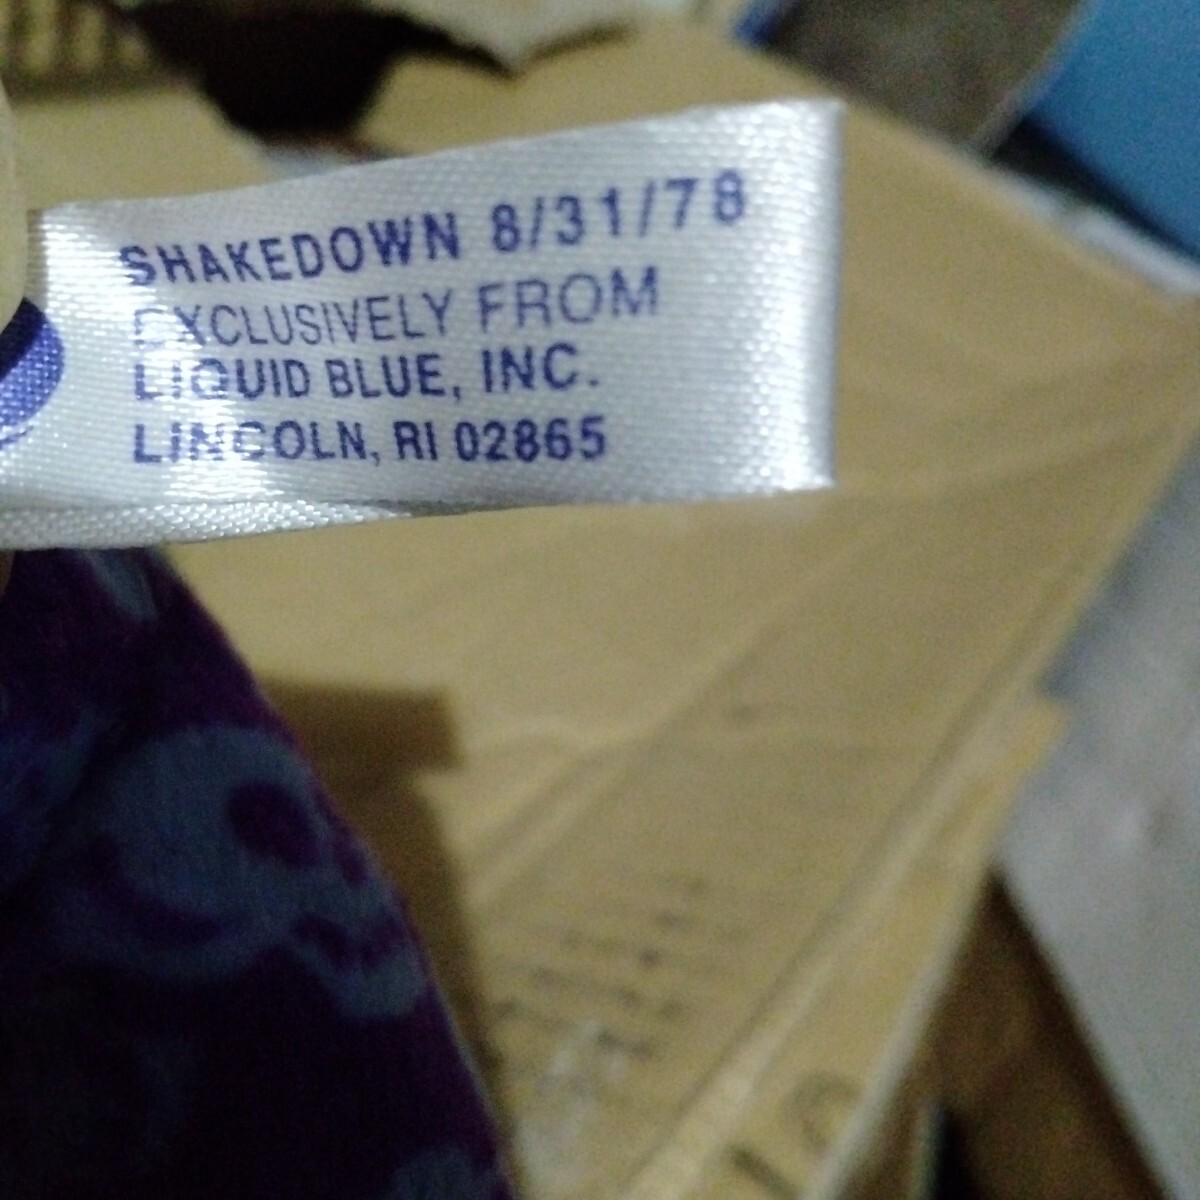 SHAKEDOWN 8/31/78
EXCLUSIVELY FROM
LIQUID BLUE, INC.
LINCOLN, RI 02865